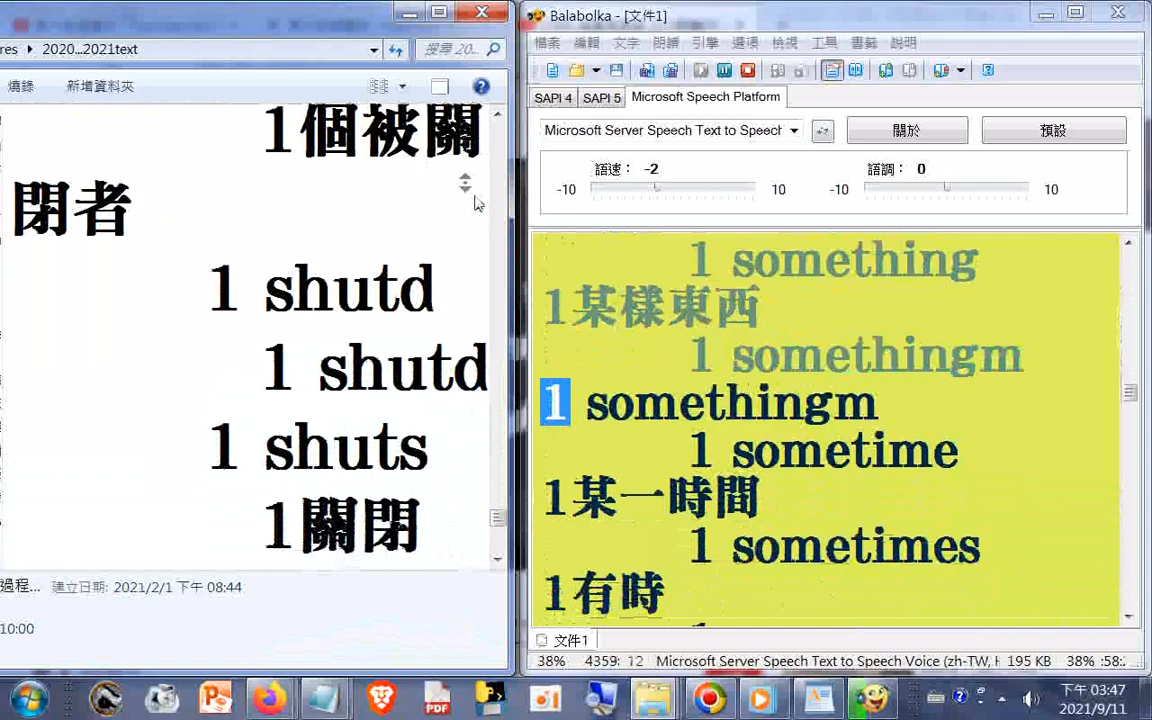 res ▸ 2020...2021text
搜尋 20...
燒錄
新增資料夾
1個被關
閉者
1 shutd
1 shutd
1 shuts
1關閉
過程...
建立日期: 2021/2/1 下午 08:44
10:00
Balabolka - [文件1]
檔案 編輯 文字 朗讀 引擎 選項 檢視 工具 書籤 說明
SAPI 4 SAPI 5 Microsoft Speech Platform
Microsoft Server Speech Text to Speech
關於
預設
語速： -2
語調： 0
-10 10 -10 10
1 something
1某樣東西
1 somethingm
1 somethingm
1 sometime
1某一時間
1 sometimes
1有時
文件1
38% 4359: 12 Microsoft Server Speech Text to Speech Voice (zh-TW, H 195 KB 38%
PDF
下午 03:47
2021/9/11